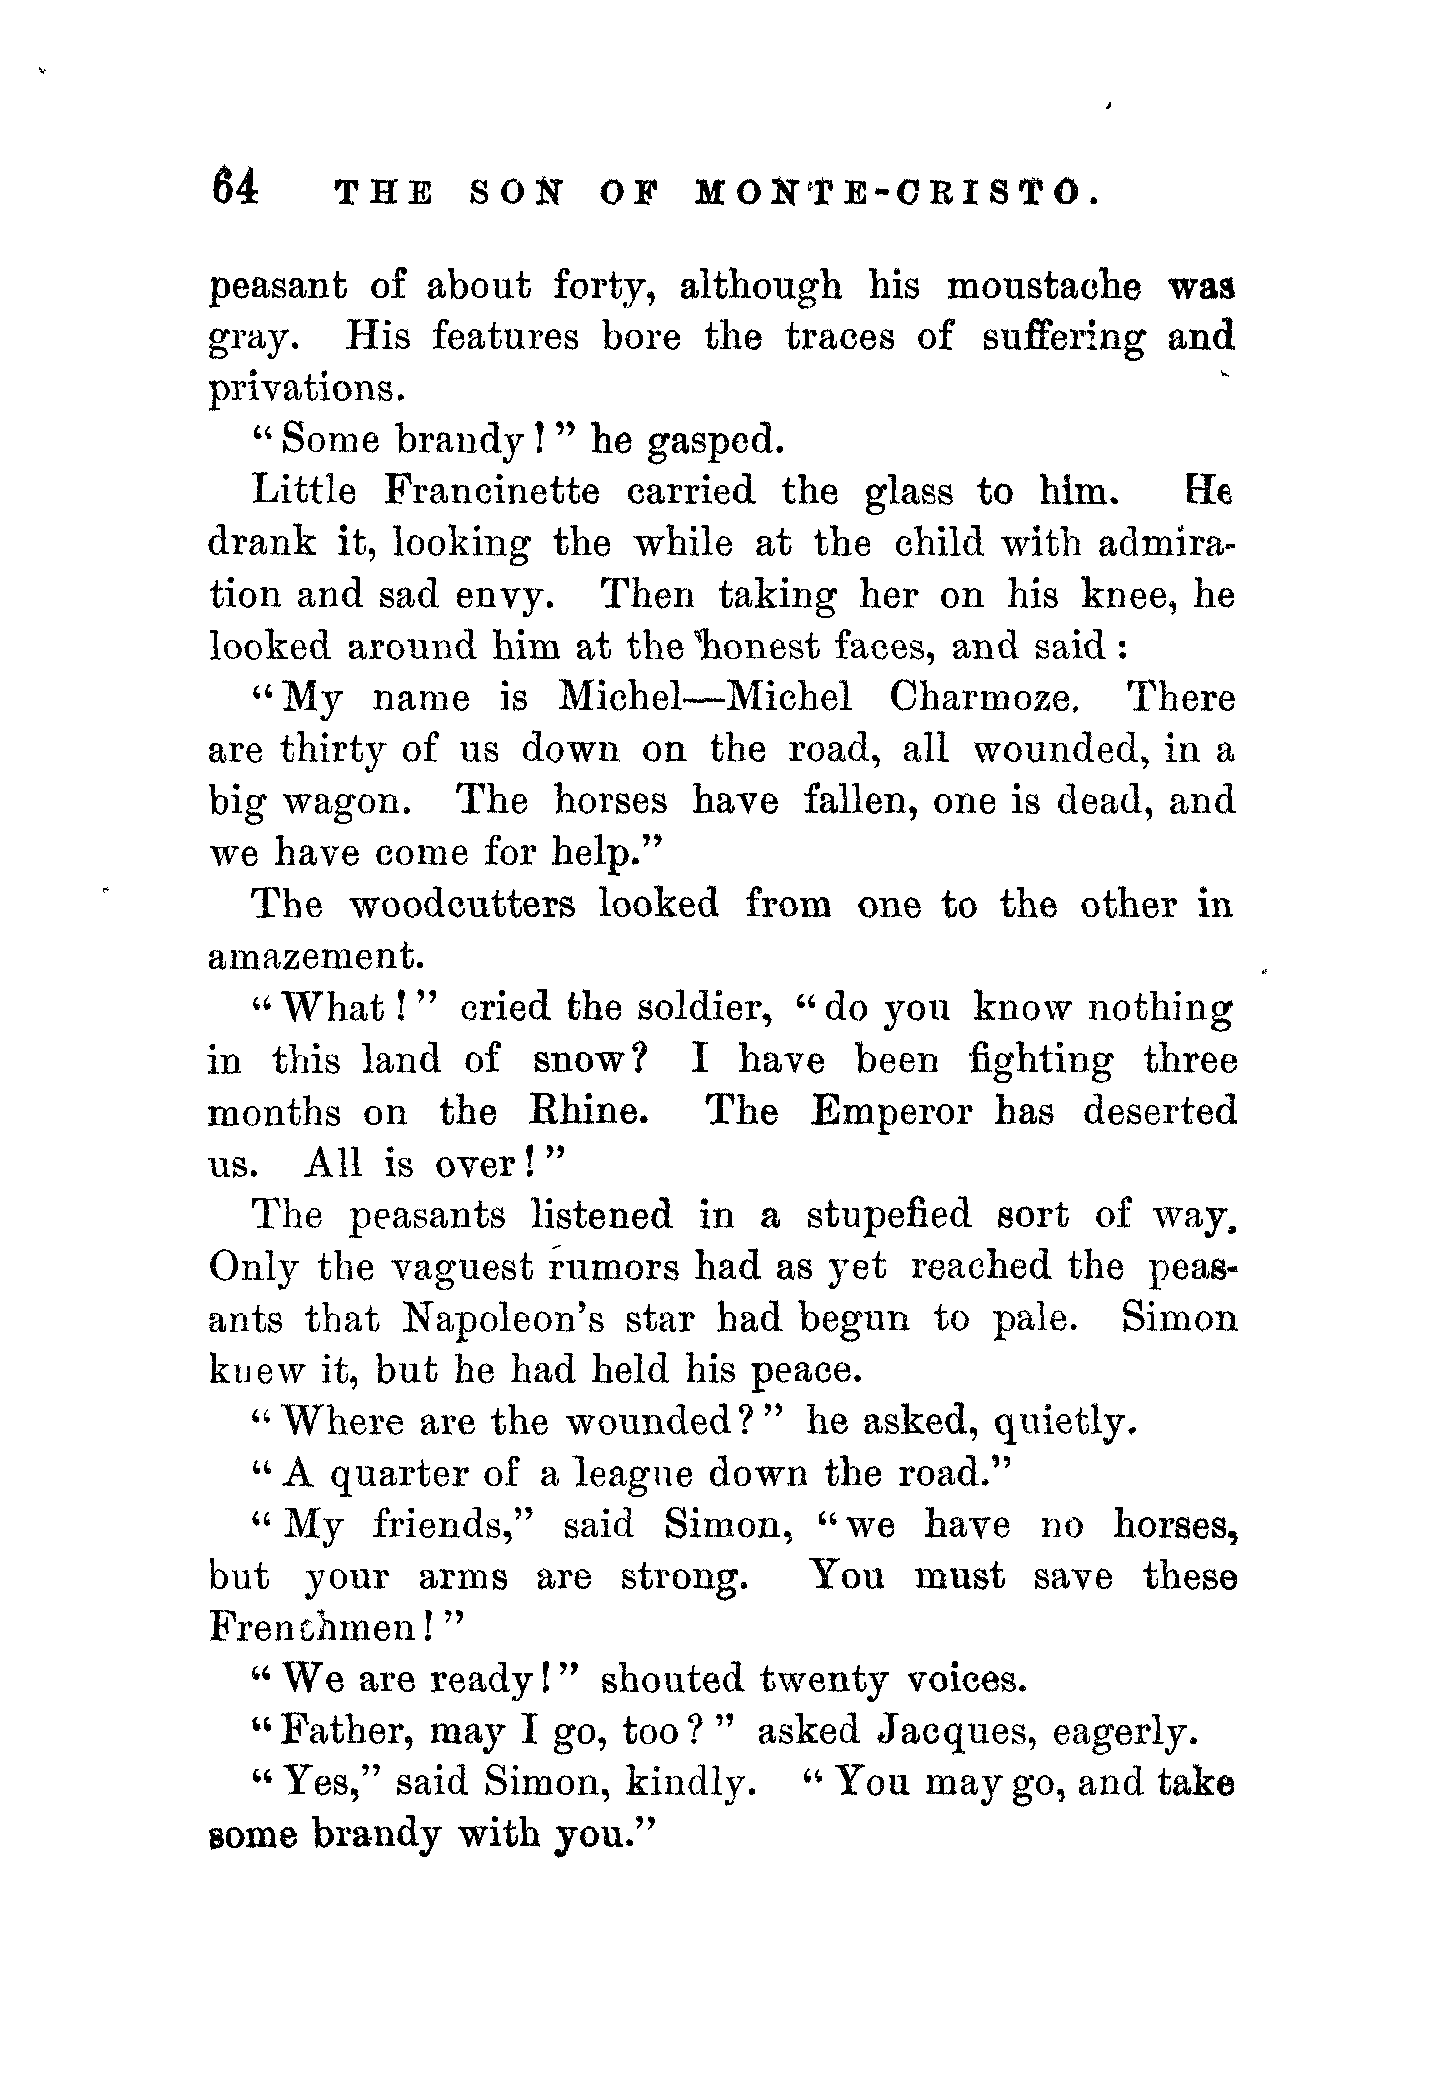 64 THE SON OF MONTE-CRISTO.
peasant of about forty, although his moustache was
gray. His features bore the traces of suffering and
privations.
“Some brandy!” he gasped.
Little Francinette carried the glass to him. He
drank it, looking the while at the child with admira-
tion and sad envy. Then taking her on his knee, he
looked around him at the honest faces, and said:
“My name is Michel—Michel Charmoze. There
are thirty of us down on the road, all wounded, in a
big wagon. The horses have fallen, one is dead, and
we have come for help.”
The woodcutters looked from one to the other in
amazement.
“What!” cried the soldier, “do you know nothing
in this land of snow? I have been fighting three
months on the Rhine. The Emperor has deserted
us. All is over!”
The peasants listened in a stupefied sort of way.
Only the vaguest rumors had as yet reached the peas-
ants that Napoleon’s star had begun to pale. Simon
knew it, but he had held his peace.
“Where are the wounded?” he asked, quietly.
“A quarter of a league down the road.”
“My friends,” said Simon, “we have no horses,
but your arms are strong. You must save these
Frenchmen!”
“We are ready!” shouted twenty voices.
“Father, may I go, too?” asked Jacques, eagerly.
“Yes,” said Simon, kindly. “You may go, and take
some brandy with you.”